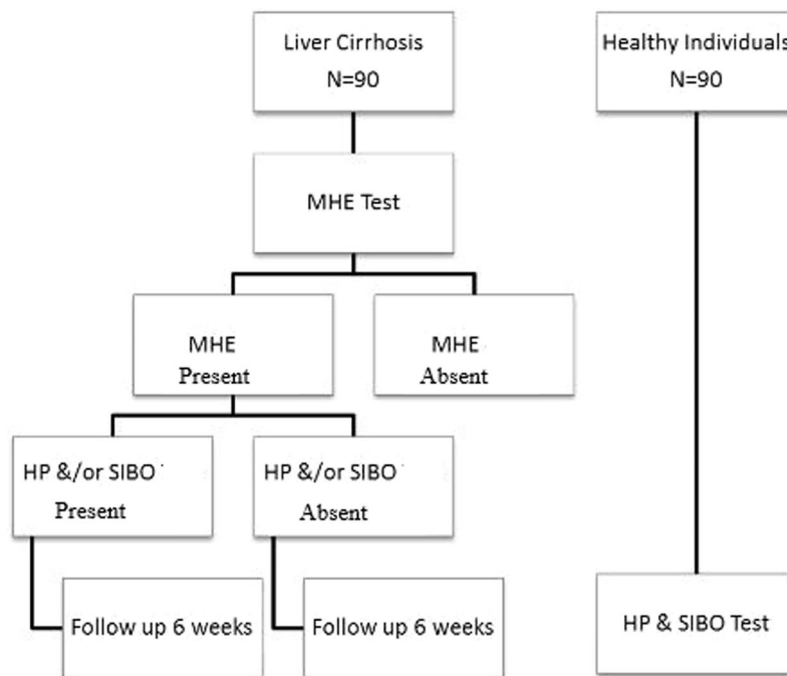 Liver Cirrhosis
N=90
Healthy Individuals
N=90
MHE Test
MHE
Present
MHE
Absent
HP &/or SIBO
Present
HP &/or SIBO
Absent
Follow up 6 weeks
Follow up 6 weeks
HP & SIBO Test